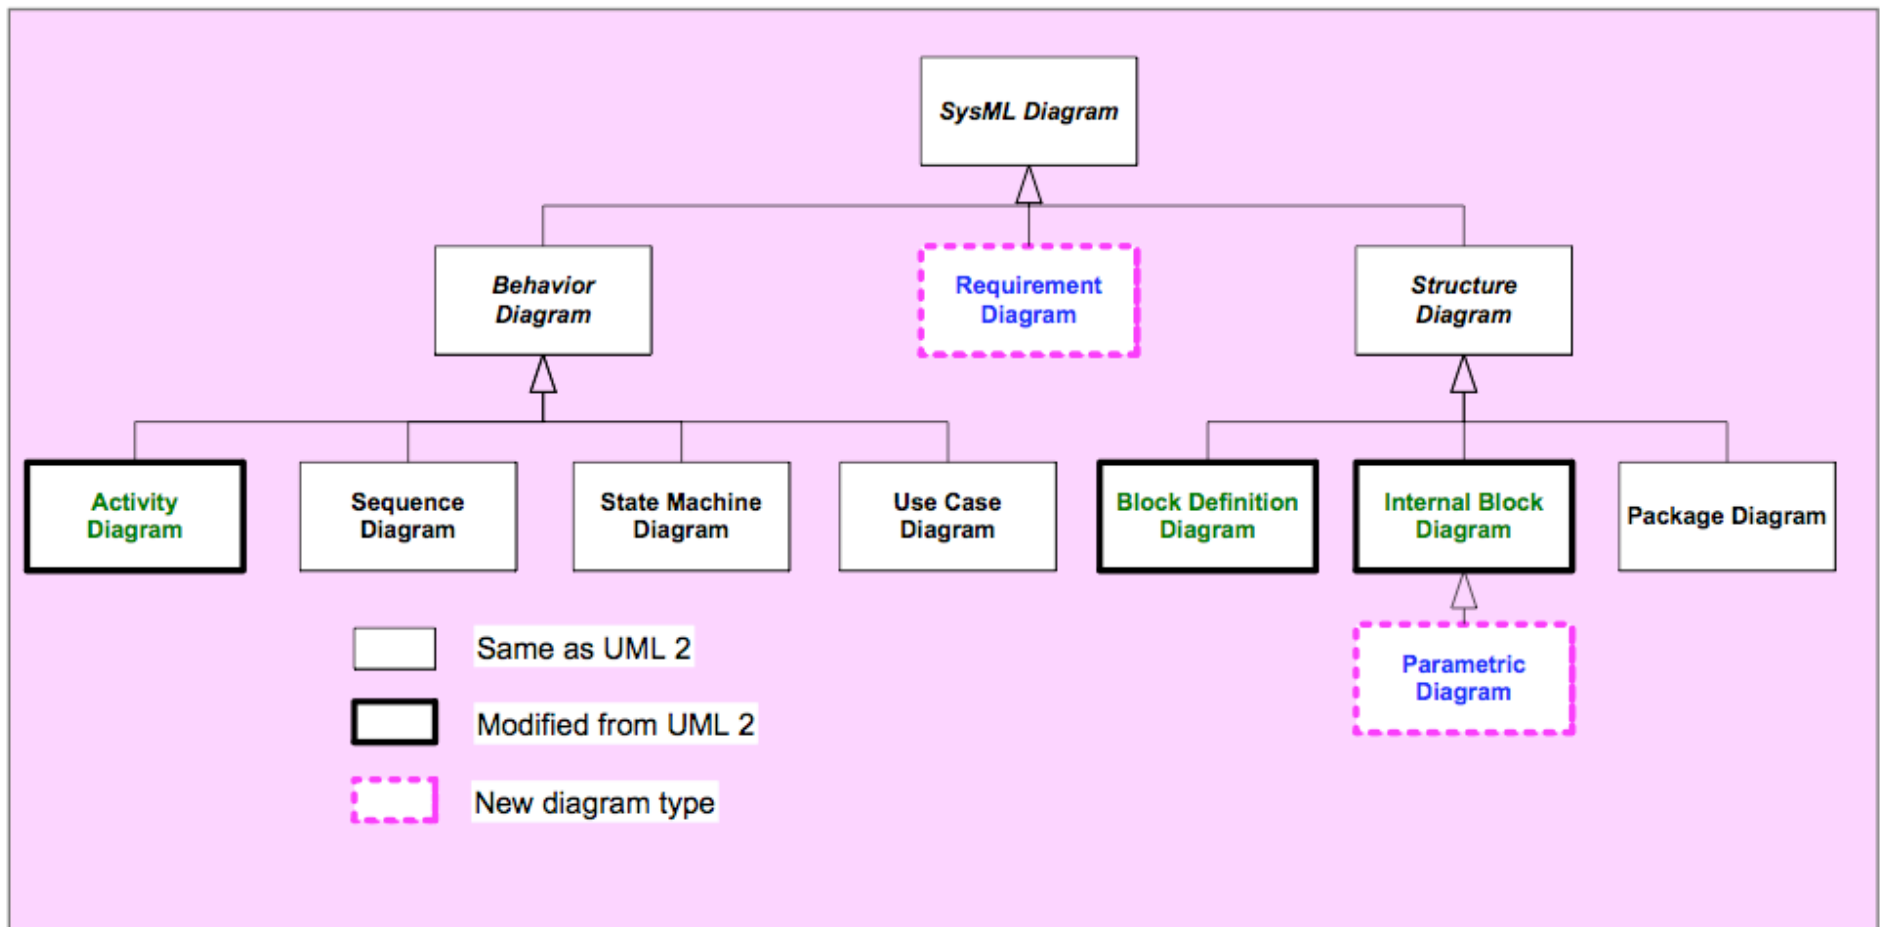 SysML Diagram
Behavior
Diagram
Requirement
Diagram
Structure
Diagram
Activity
Diagram
Sequence
Diagram
State Machine
Diagram
Use Case
Diagram
Block Definition
Diagram
Internal Block
Diagram
Package Diagram
Parametric
Diagram
Same as UML 2
Modified from UML 2
New diagram type